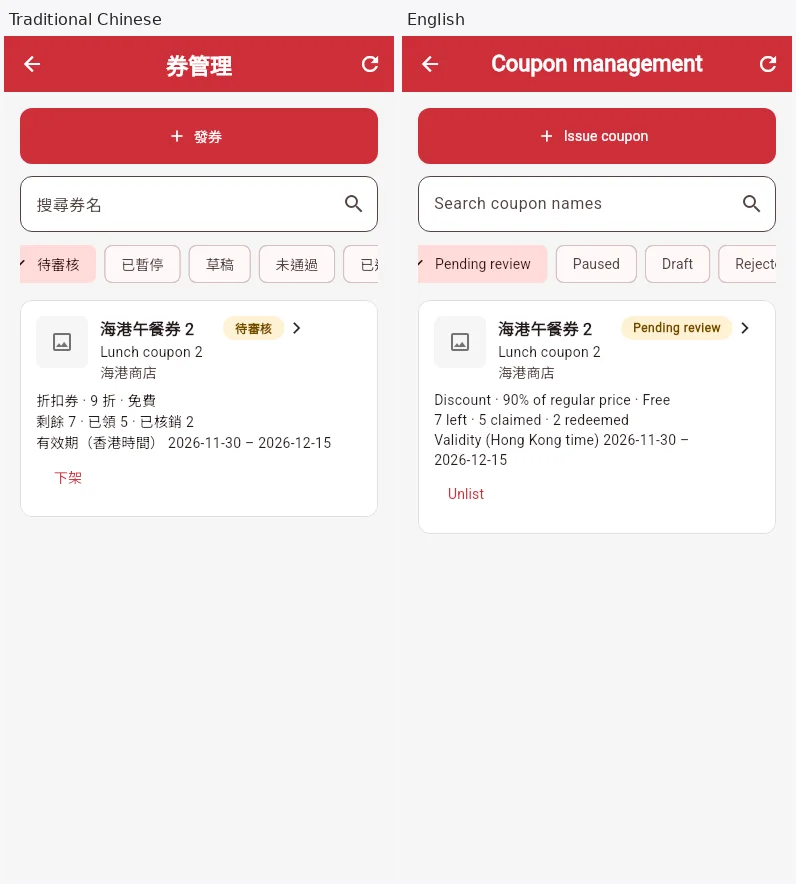 Traditional Chinese
券管理
發券
搜尋券名
待審核
已暫停
草稿
未通過
海港午餐券 2
待審核
Lunch coupon 2
海港商店
折扣券 · 9 折 · 免費
剩餘 7 · 已領 5 · 已核銷 2
有效期（香港時間） 2026-11-30 – 2026-12-15
下架
English
Coupon management
Issue coupon
Search coupon names
Pending review
Paused
Draft
海港午餐券 2
Pending review
Lunch coupon 2
海港商店
Discount · 90% of regular price · Free
7 left · 5 claimed · 2 redeemed
Validity (Hong Kong time) 2026-11-30 –
2026-12-15
Unlist